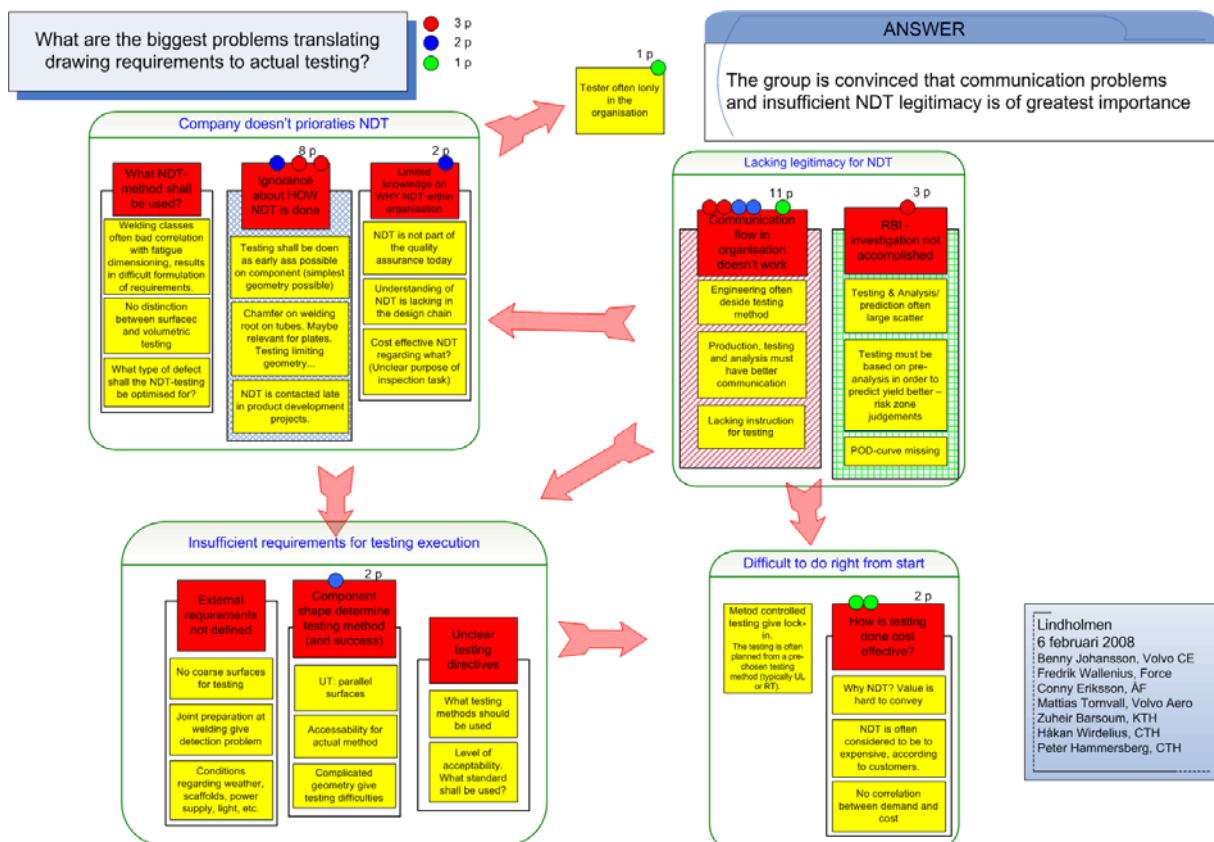 What are the biggest problems translating
drawing requirements to actual testing?
3 p
2 p
1 p
1 p
Tester often lonly
in the
organisation
ANSWER
The group is convinced that communication problems
and insufficient NDT legitimacy is of greatest importance
Company doesn't prioraties NDT
What NDT-
method shall
be used?
Welding classes
often bad correlation
with fatigue
dimensioning, results
in difficult formulation
of requirements.
No distinction
between surfacec
and volumetric
testing
What type of defect
shall the NDT-testing
be optimised for?
8 p
Ignorance
about HOW
NDT is done
Testing shall be doen
as early ass possible
on component (simplest
geometry possible)
Chamfer on welding
root on tubes. Maybe
relevant for plates.
Testing limiting
geometry...
NDT is contacted late
in product development
projects.
2 p
Limited
knowledge on
WHY NDT within
organisation
NDT is not part of
the quality
assurance today
Understanding of
NDT is lacking in
the design chain
Cost effective NDT
regarding what?
(Unclear purpose of
inspection task)
Lacking legitimacy for NDT
11 p
Communication
flow in
organisation
doesn't work
Engineering often
deside testing
method
Production, testing
and analysis must
have better
communication
Lacking instruction
for testing
3 p
RBI -
investigation not
accomplished
Testing & Analysis/
prediction often
large scatter
Testing must be
based on pre-
analysis in order to
predict yield better –
risk zone
judgements
POD-curve missing
Insufficient requirements for testing execution
External
requirements
not defined
No coarse surfaces
for testing
Joint preparation at
welding give
detection problem
Conditions
regarding weather,
scaffolds, power
supply, light, etc.
2 p
Component
shape determine
testing method
(and success)
UT: parallel
surfaces
Accessability for
actual method
Complicated
geometry give
testing difficulties
Unclear
testing
directives
What testing
methods should
be used
Level of
acceptability.
What standard
shall be used?
Difficult to do right from start
Metod controlled
testing give lock-
in.
The testing is often
planned from a pre-
chosen testing
method (typically UL
or RT).
2 p
How is testing
done cost
effective?
Why NDT? Value is
hard to convey
NDT is often
considered to be to
expensive, according
to customers.
No correlation
between demand and
cost
Lindholmen
6 februari 2008
Benny Johansson, Volvo CE
Fredrik Wallenius, Force
Conny Eriksson, ÅF
Mattias Tornvall, Volvo Aero
Zuheir Barsoum, KTH
Håkan Wirdelius, CTH
Peter Hammersberg, CTH